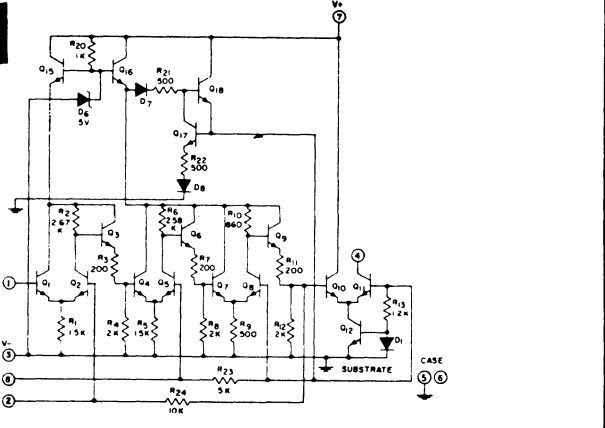 V+
7
R20
1K
Q15
Q16
R21
500
Q18
D7
D6
5V
Q17
R22
500
D8
R2
2.67
K
Q3
R6
2.58
K
Q6
R10
860
Q9
R3
200
R7
200
R11
200
4
1
Q1
Q2
Q4
Q5
Q7
Q8
Q10
Q11
R13
1.2K
R1
1.5K
R4
2K
R5
1.5K
R8
2K
R9
500
R12
2K
Q12
D1
V-
3
SUBSTRATE
CASE
8
R23
5K
5 6
2
R24
10K